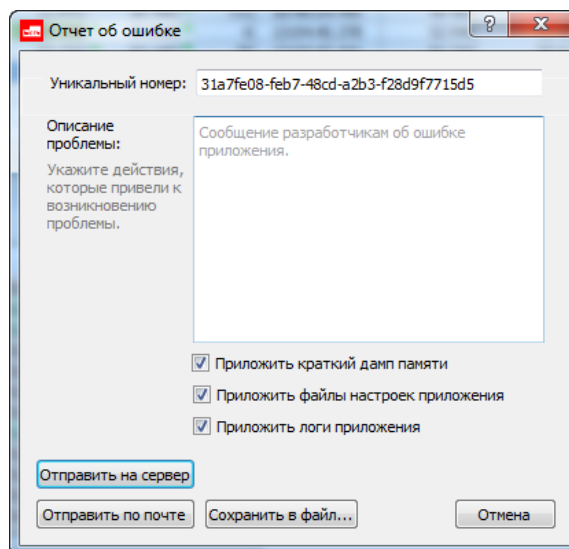 Отчет об ошибке
Уникальный номер: 31a7fe08-feb7-48cd-a2b3-f28d9f7715d5
Описание
проблемы:
Укажите действия,
которые привели к
возникновению
проблемы.
Сообщение разработчикам об ошибке
приложения.
Приложить краткий дамп памяти
Приложить файлы настроек приложения
Приложить логи приложения
Отправить на сервер
Отправить по почте Сохранить в файл... Отмена